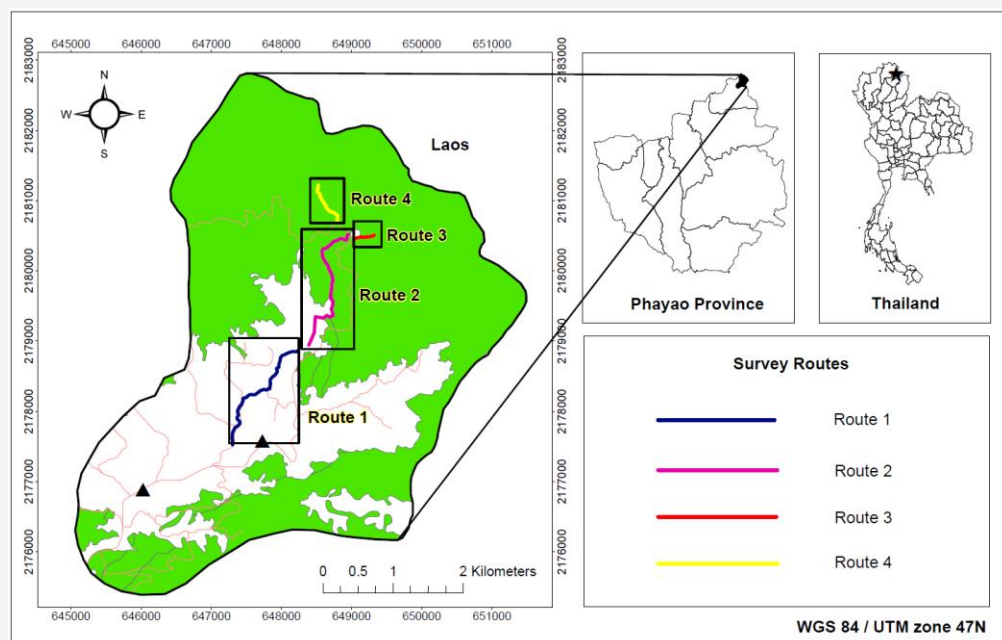 645000 646000 647000 648000 649000 650000 651000
2183000
2182000
2181000
2180000
2179000
2178000
2177000
2176000
N
W E
S
Laos
Route 4
Route 3
Route 2
Route 1
0 0.5 1 2 Kilometers
645000 646000 647000 648000 649000 650000 651000
2183000
2182000
2181000
2180000
2179000
2178000
2177000
2176000
Phayao Province
Thailand
Survey Routes
Route 1
Route 2
Route 3
Route 4
WGS 84 / UTM zone 47N